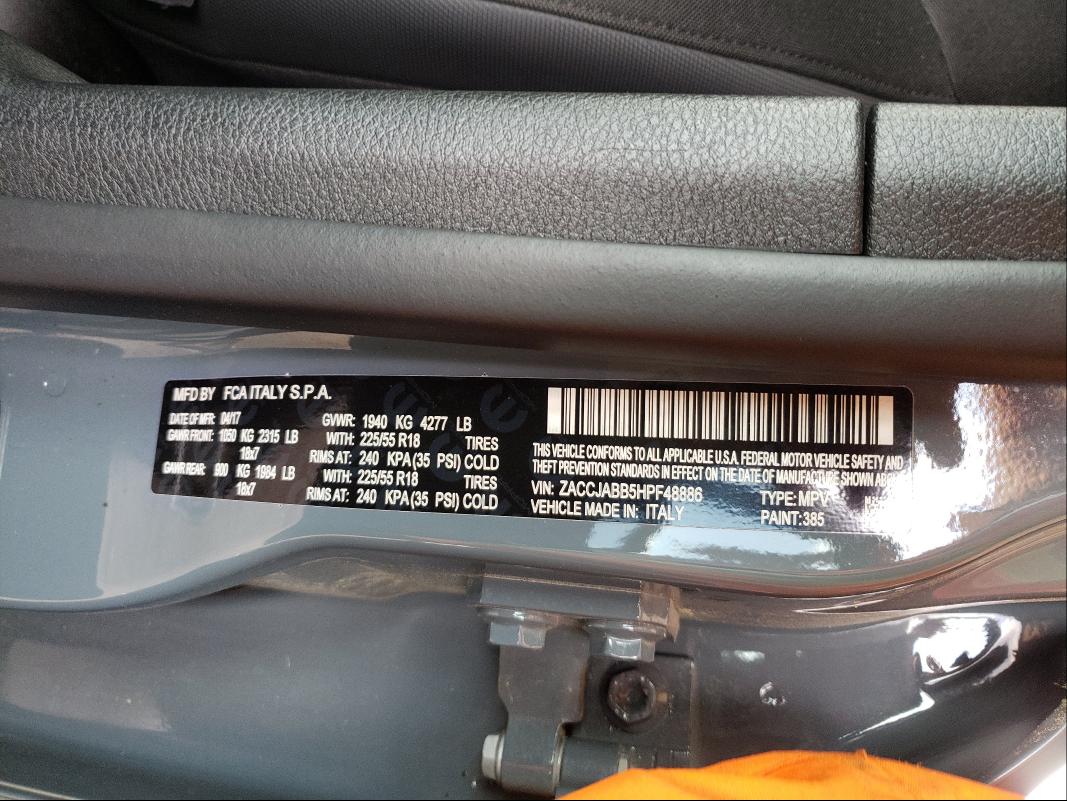 MFD BY FCA ITALY S.P.A.
DATE OF MFR: 04/17 GVWR: 1940 KG 4277 LB
GAWR FRONT: 1050 KG 2315 LB WITH: 225/55 R18 TIRES
18x7 RIMS AT: 240 KPA(35 PSI) COLD
GAWR REAR: 900 KG 1984 LB WITH: 225/55 R18 TIRES
18x7 RIMS AT: 240 KPA(35 PSI) COLD
THIS VEHICLE CONFORMS TO ALL APPLICABLE U.S.A. FEDERAL MOTOR VEHICLE SAFETY AND
THEFT PREVENTION STANDARDS IN EFFECT ON THE DATE OF MANUFACTURE SHOWN ABOVE
VIN: ZACCJABB5HPF48886 TYPE: MPV
VEHICLE MADE IN: ITALY PAINT:385